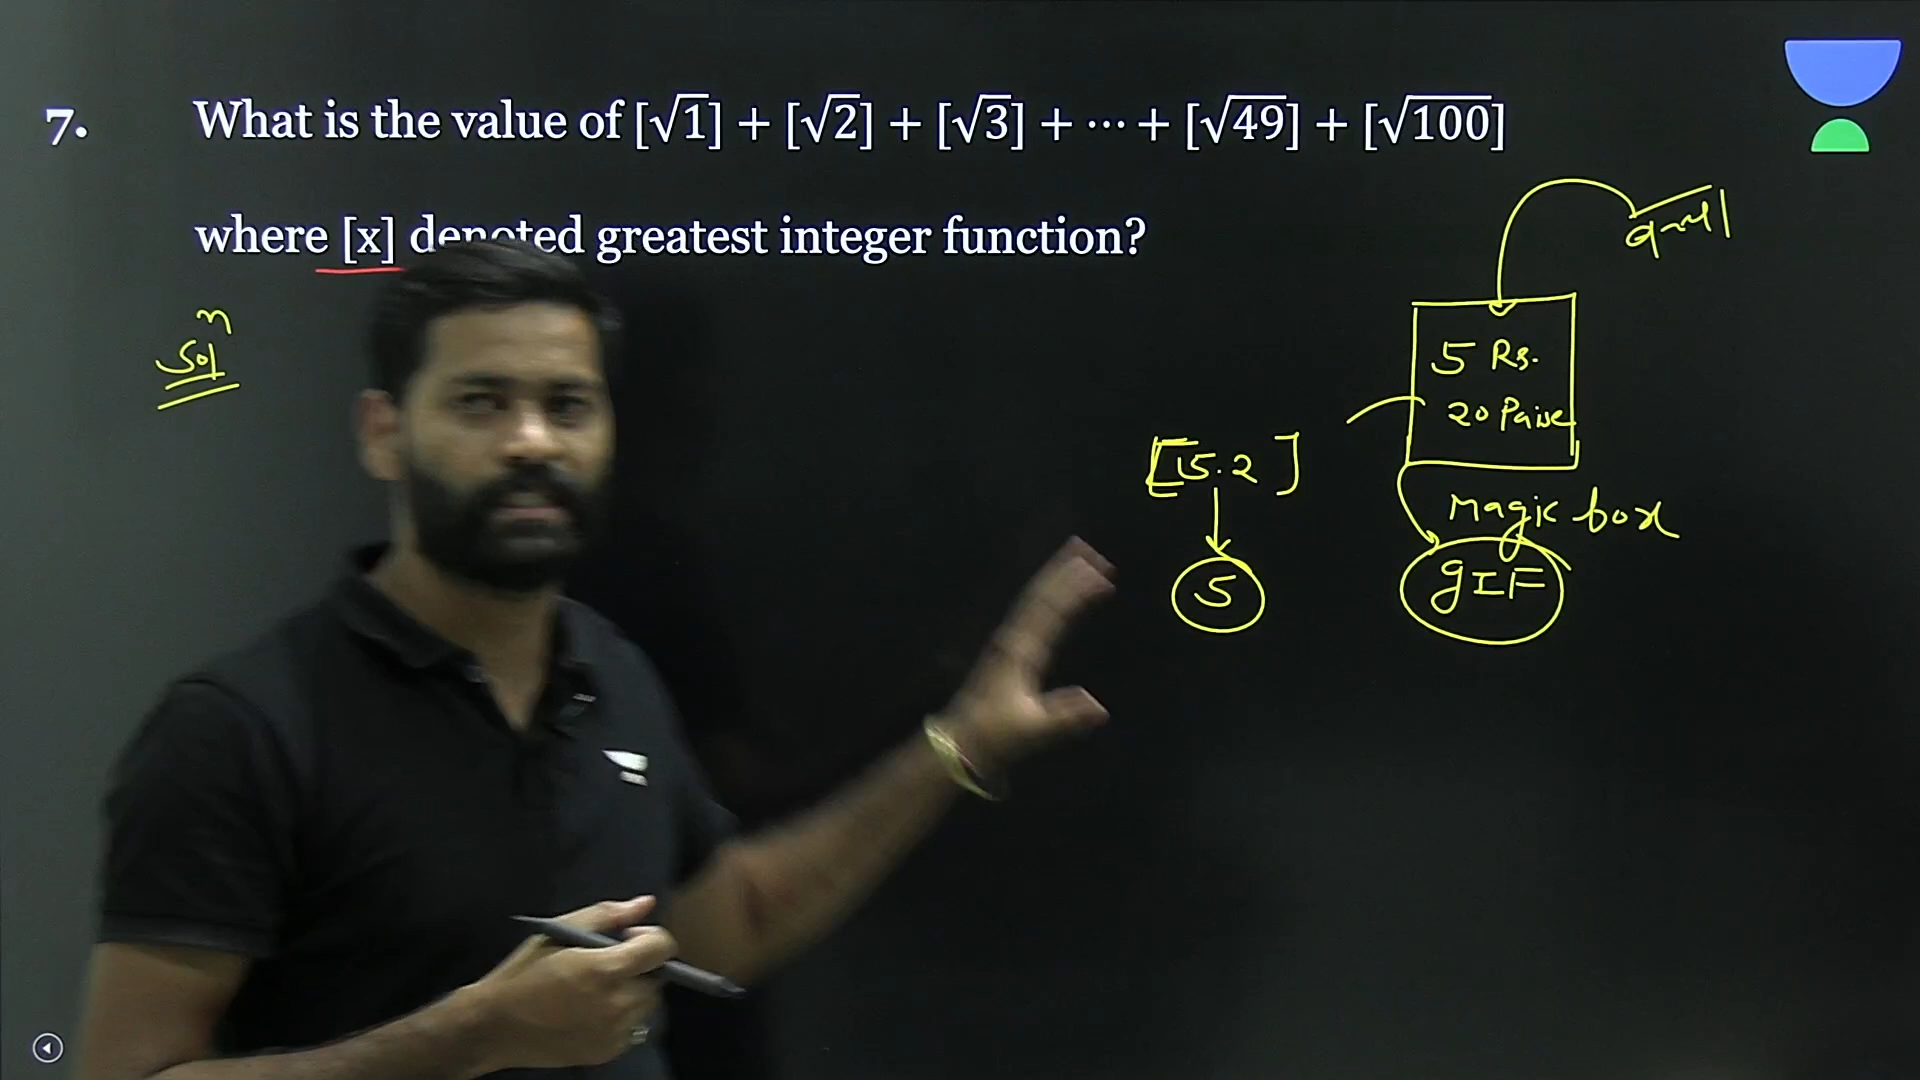 7. What is the value of [√1] + [√2] + [√3] + ⋯ + [√49] + [√100]
where [x] denoted greatest integer function?
Solⁿ
5 Rs.
20 Paise
[5.2]
Magic box
5
GIF